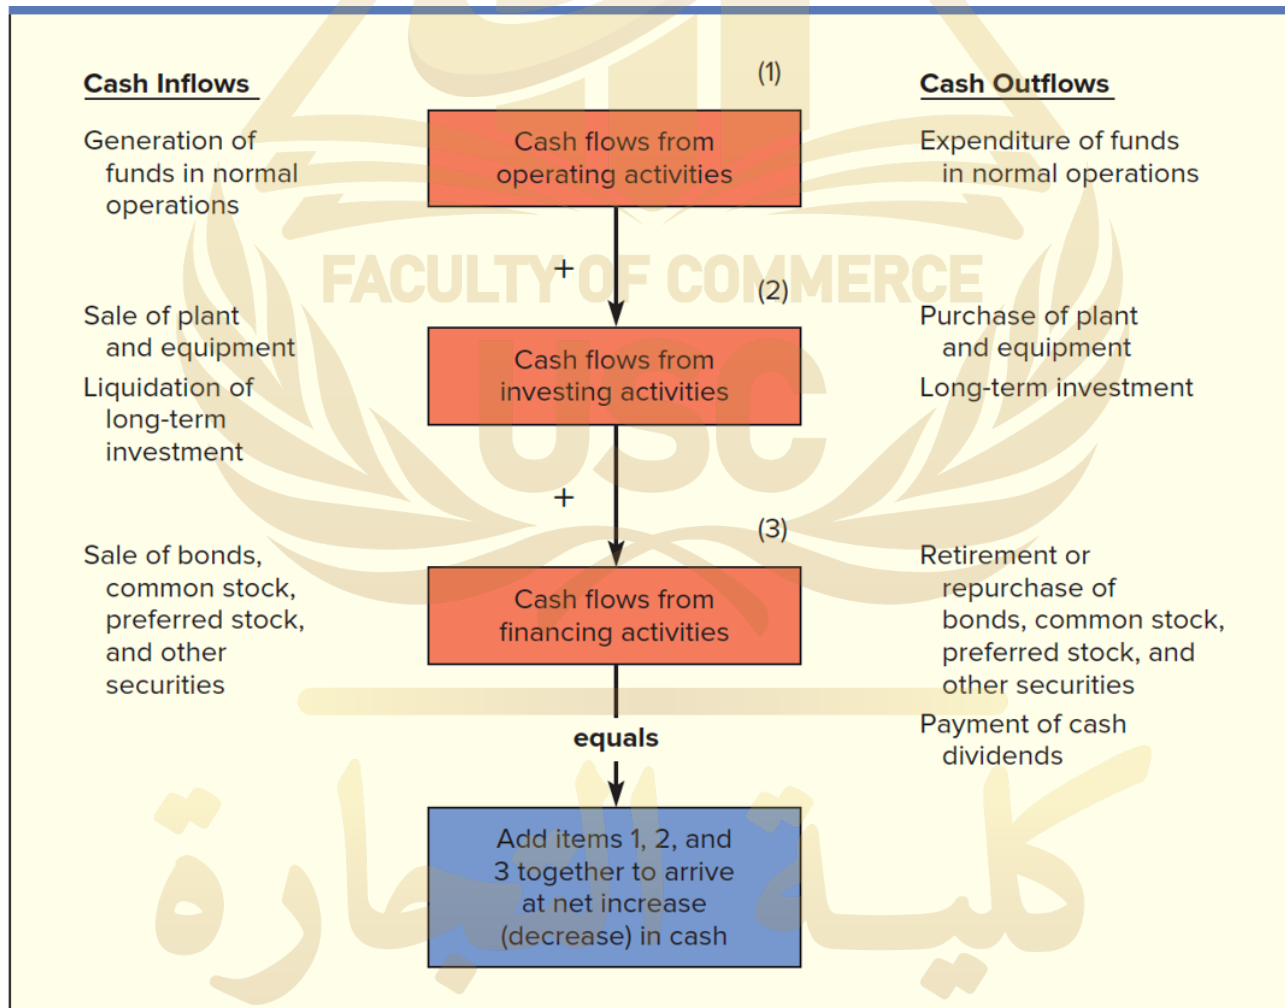 Cash Inflows
(1)
Cash Outflows
Generation of
funds in normal
operations
Cash flows from
operating activities
Expenditure of funds
in normal operations
+
FACULTY OF COMMERCE
(2)
Sale of plant
and equipment
Liquidation of
long-term
investment
Cash flows from
investing activities
Purchase of plant
and equipment
Long-term investment
USC
+
(3)
Sale of bonds,
common stock,
preferred stock,
and other
securities
Cash flows from
financing activities
Retirement or
repurchase of
bonds, common stock,
preferred stock, and
other securities
Payment of cash
dividends
equals
كلية التجارة
Add items 1, 2, and
3 together to arrive
at net increase
(decrease) in cash